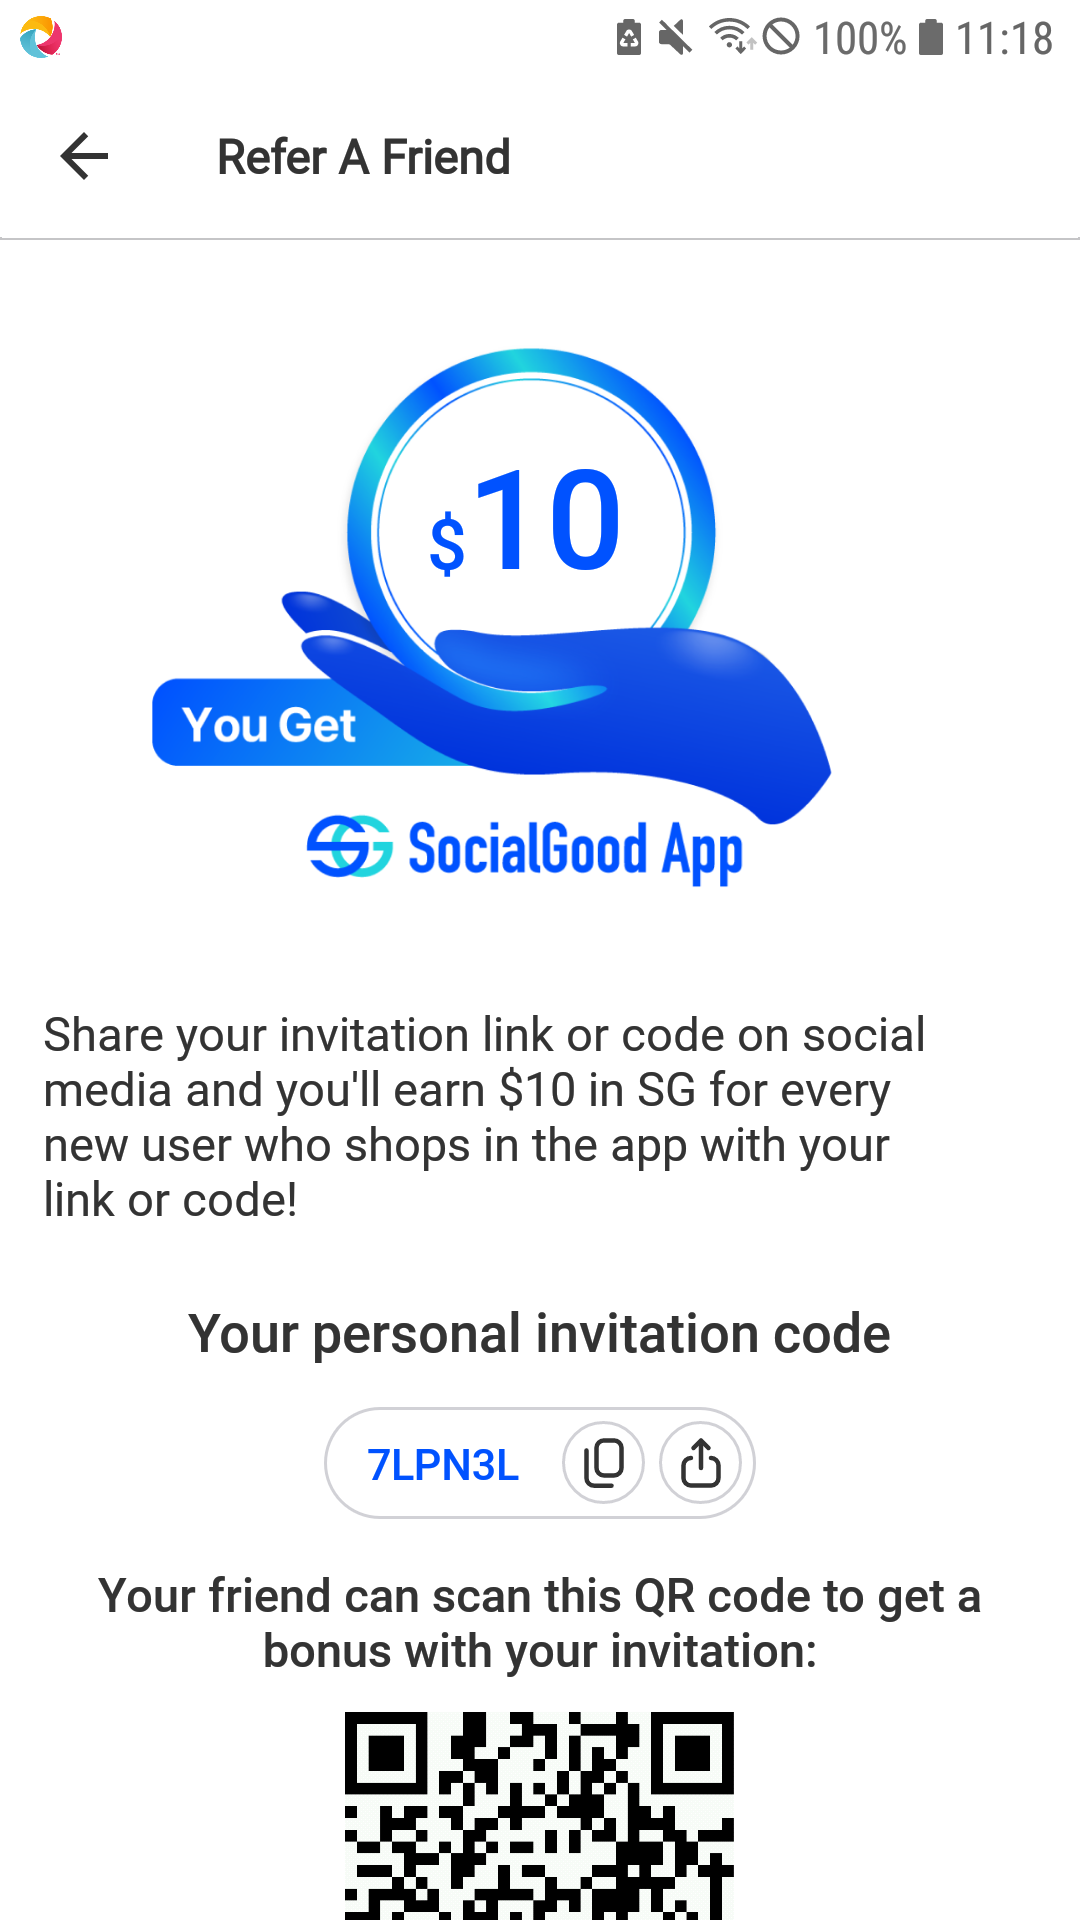 100% 11:18
Refer A Friend
$10
You Get
SG SocialGood App
Share your invitation link or code on social
media and you'll earn $10 in SG for every
new user who shops in the app with your
link or code!
Your personal invitation code
7LPN3L
Your friend can scan this QR code to get a
bonus with your invitation: